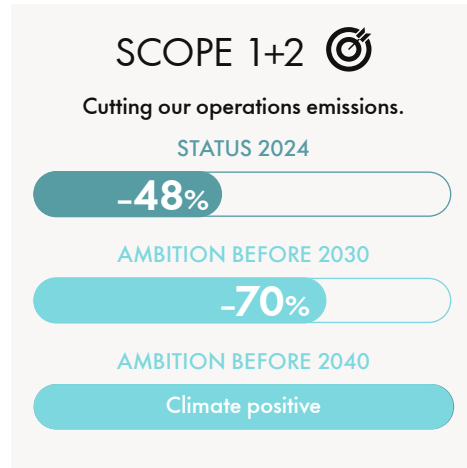 SCOPE 1+2
Cutting our operations emissions.
STATUS 2024
–48%
AMBITION BEFORE 2030
–70%
AMBITION BEFORE 2040
Climate positive